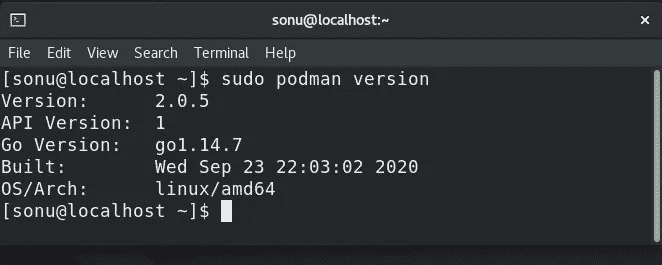 sonu@localhost:~
File Edit View Search Terminal Help
[sonu@localhost ~]$ sudo podman version
Version:      2.0.5
API Version:  1
Go Version:   go1.14.7
Built:        Wed Sep 23 22:03:02 2020
OS/Arch:      linux/amd64
[sonu@localhost ~]$